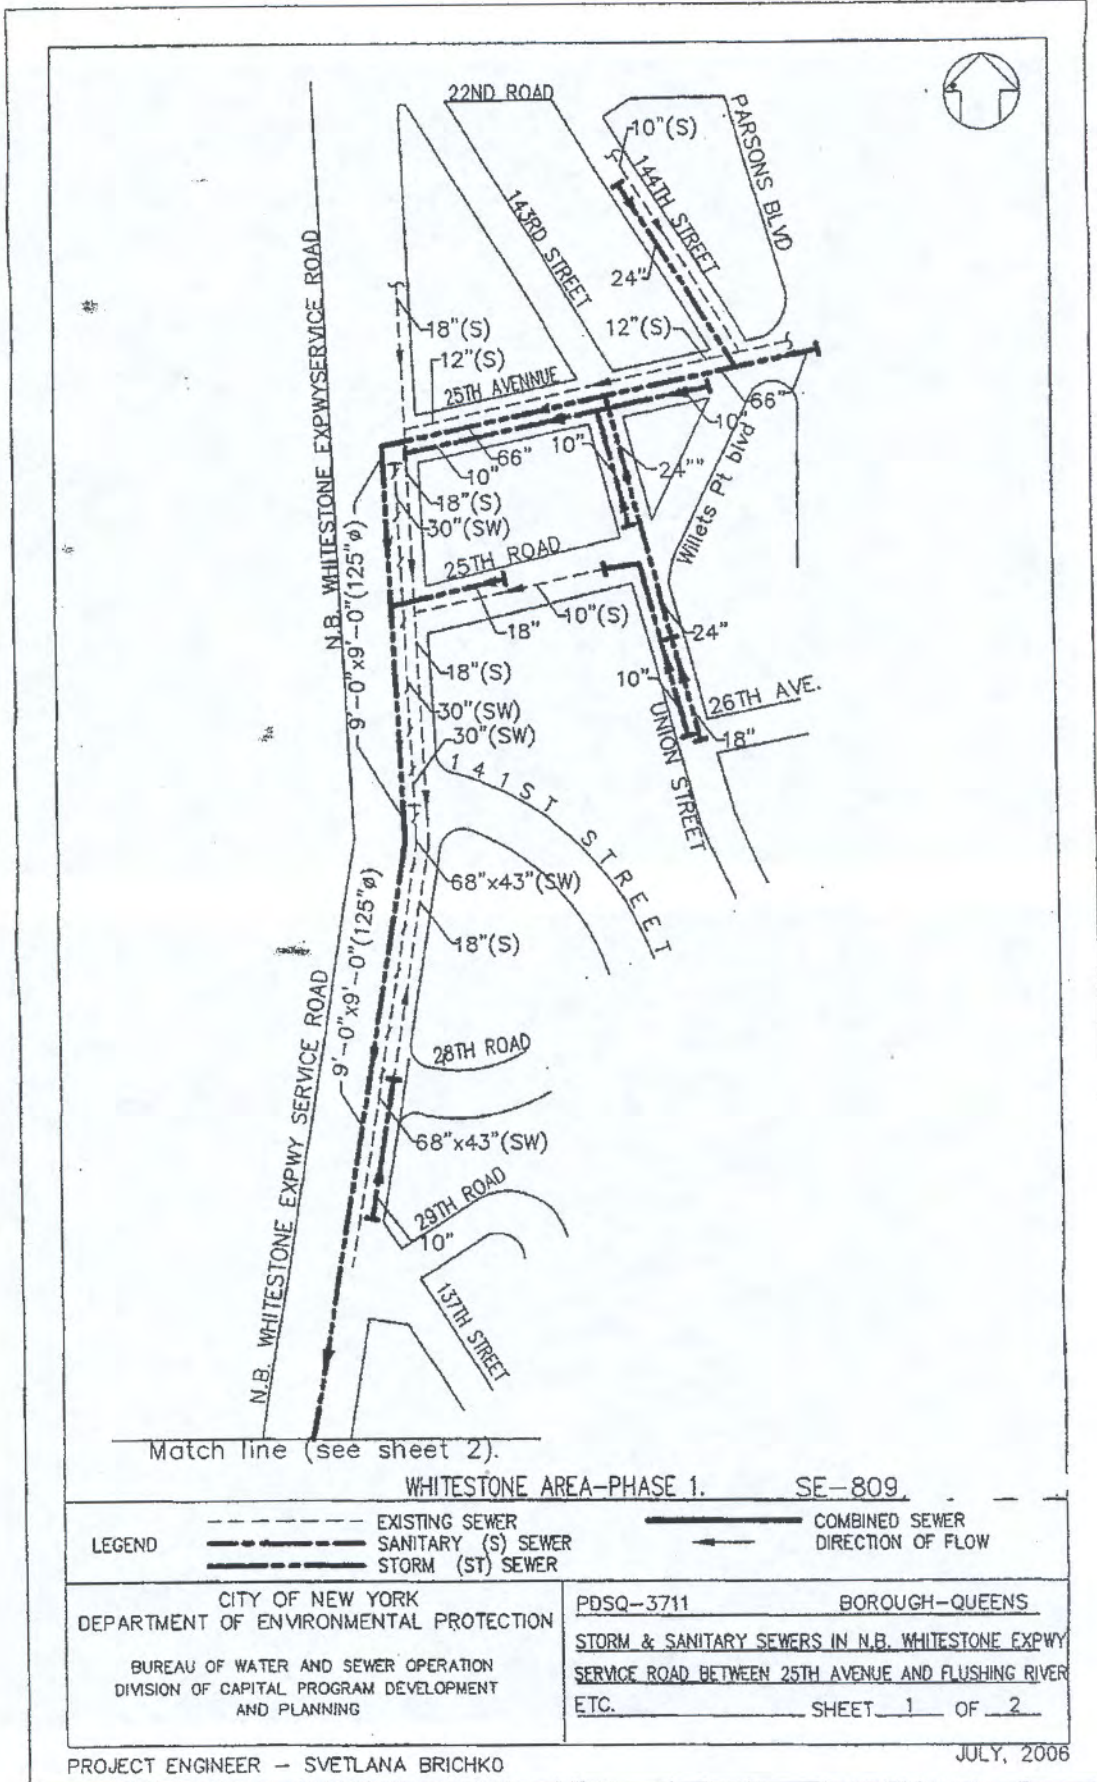 22ND ROAD
PARSONS BLVD
10"(S)
144TH STREET
143RD STREET
24"
12"(S)
N.B. WHITESTONE EXPWYSERVICE ROAD
18"(S)
12"(S)
25TH AVENNUE
66"
10"
66"
10"
10"
24""
Willets Pt blvd
18"(S)
30"(SW)
9'-0"x9'-0"(125"ø)
25TH ROAD
18"
10"(S)
24"
18"(S)
10"
26TH AVE.
30"(SW)
30"(SW)
18"
UNION STREET
141ST STREET
68"x43"(SW)
18"(S)
9'-0"x9'-0"(125"ø)
N.B. WHITESTONE EXPWY SERVICE ROAD
28TH ROAD
68"x43"(SW)
29TH ROAD
10"
137TH STREET
Match line (see sheet 2).
WHITESTONE AREA-PHASE 1. SE-809
LEGEND
EXISTING SEWER
SANITARY (S) SEWER
STORM (ST) SEWER
COMBINED SEWER
DIRECTION OF FLOW
CITY OF NEW YORK
DEPARTMENT OF ENVIRONMENTAL PROTECTION
BUREAU OF WATER AND SEWER OPERATION
DIVISION OF CAPITAL PROGRAM DEVELOPMENT
AND PLANNING
PDSQ-3711 BOROUGH-QUEENS
STORM & SANITARY SEWERS IN N.B. WHITESTONE EXPWY
SERVICE ROAD BETWEEN 25TH AVENUE AND FLUSHING RIVER
ETC. SHEET 1 OF 2
PROJECT ENGINEER - SVETLANA BRICHKO
JULY, 2006